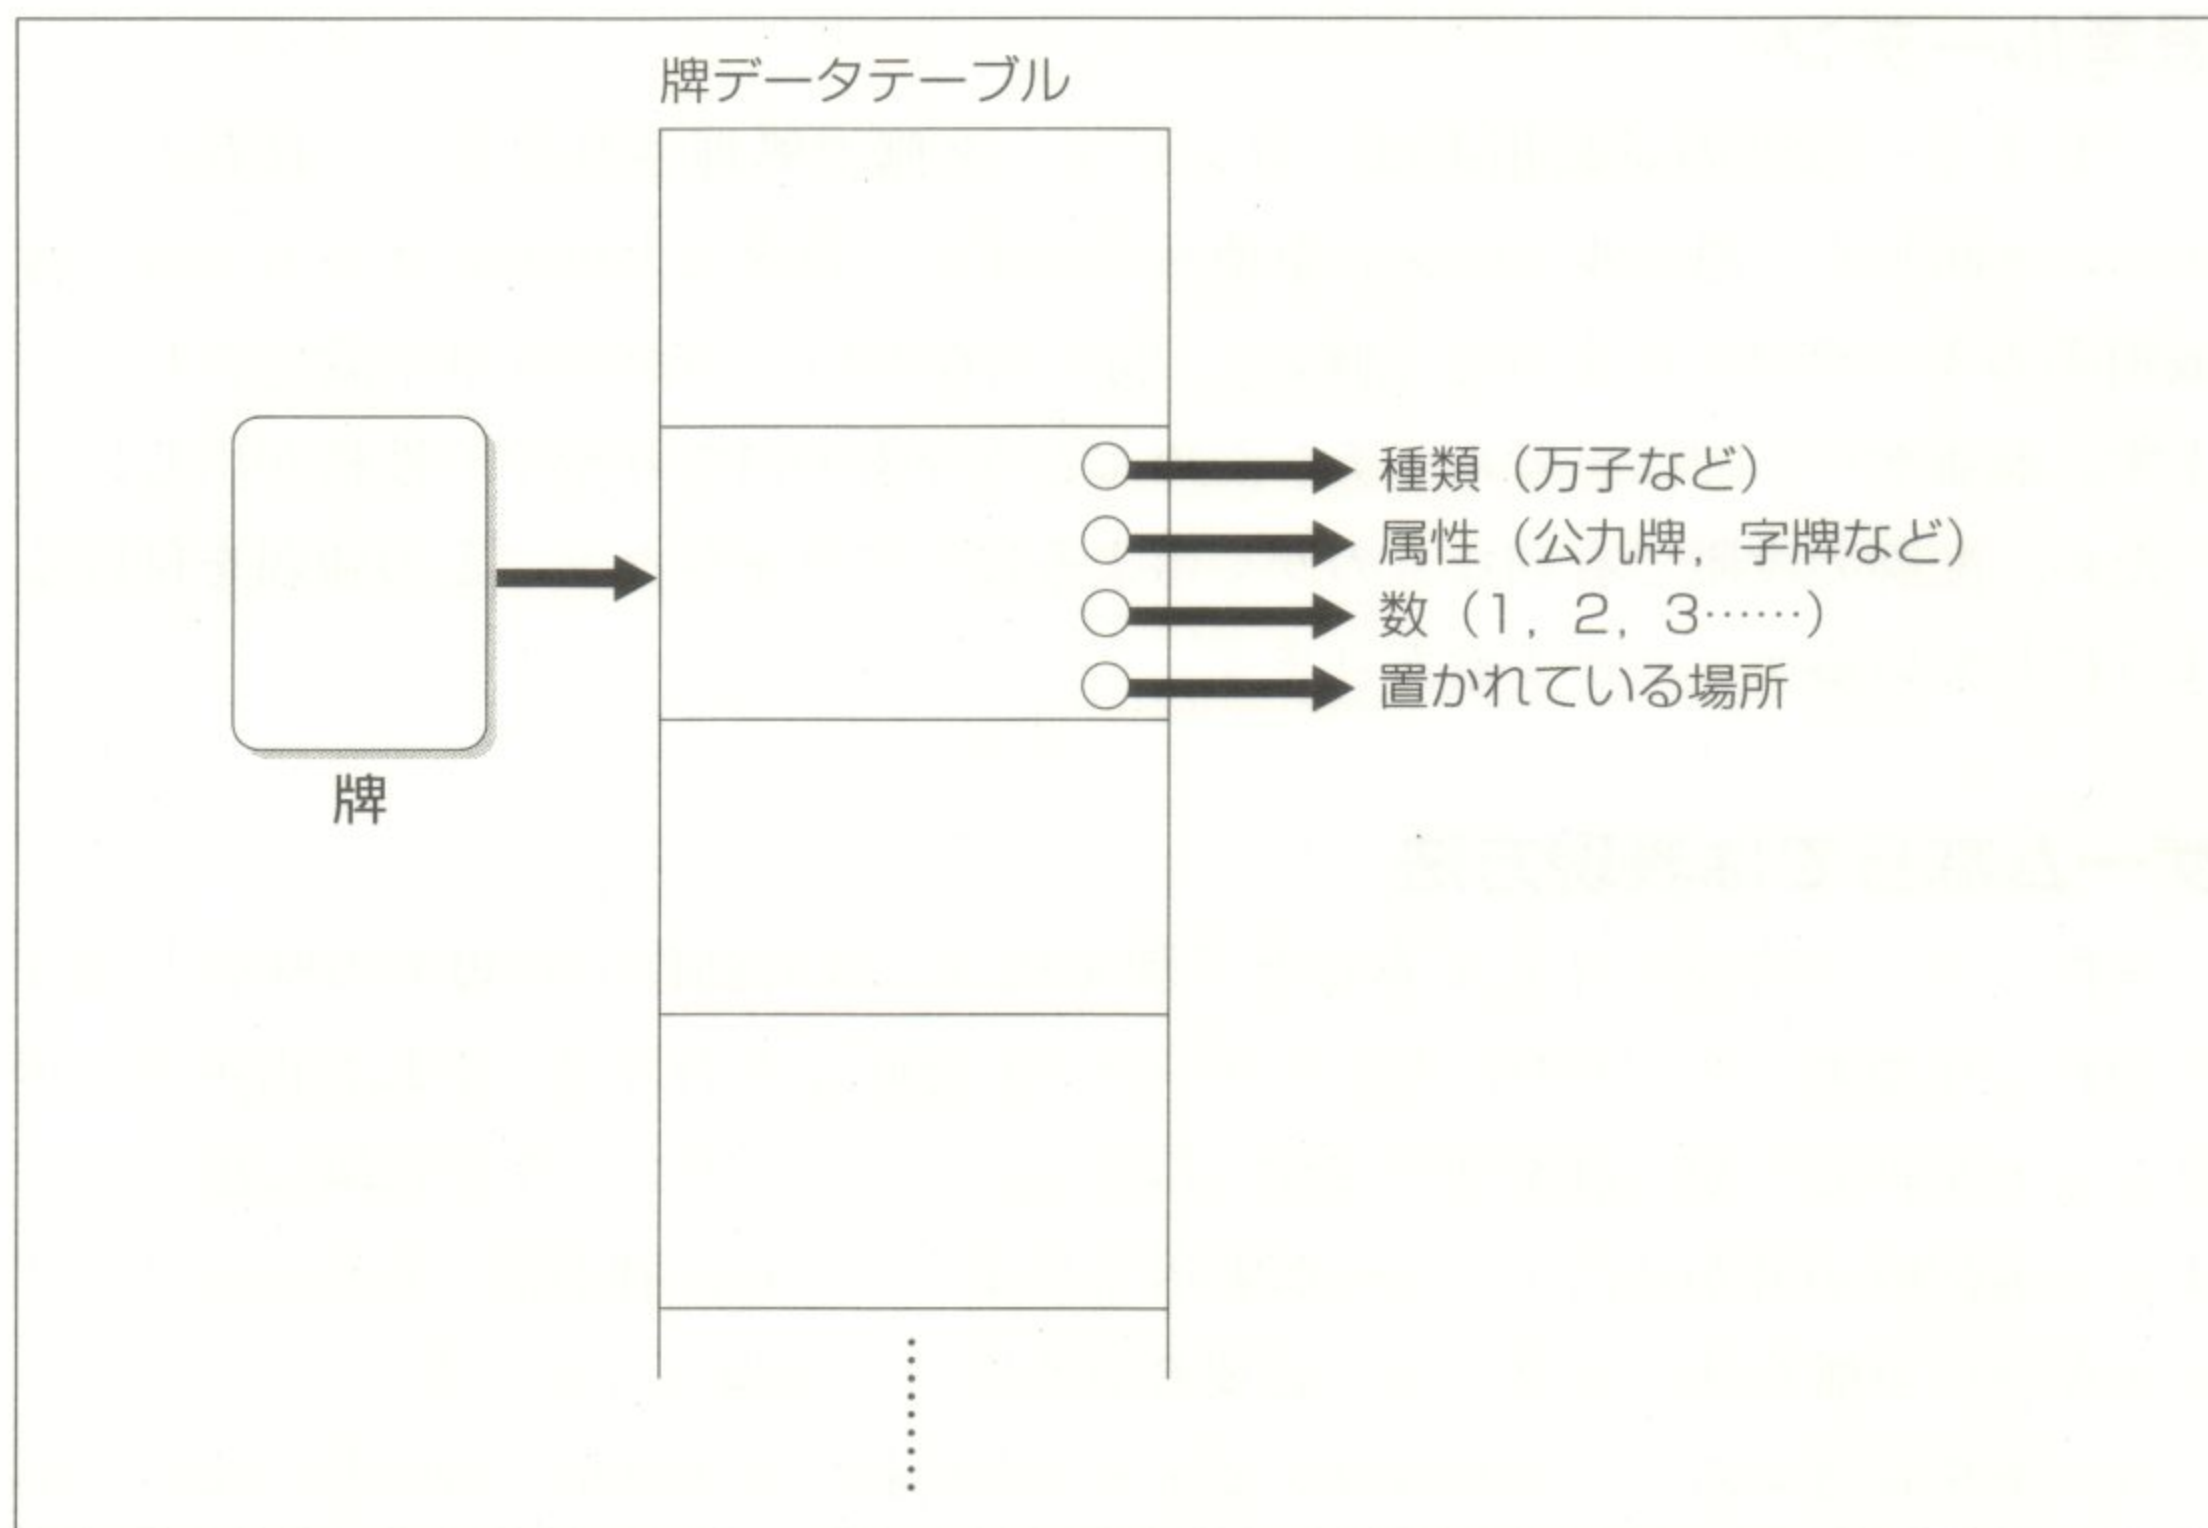 牌データテーブル
種類（万子など）
属性（公九牌，字牌など）
数（1，2，3……）
置かれている場所
牌